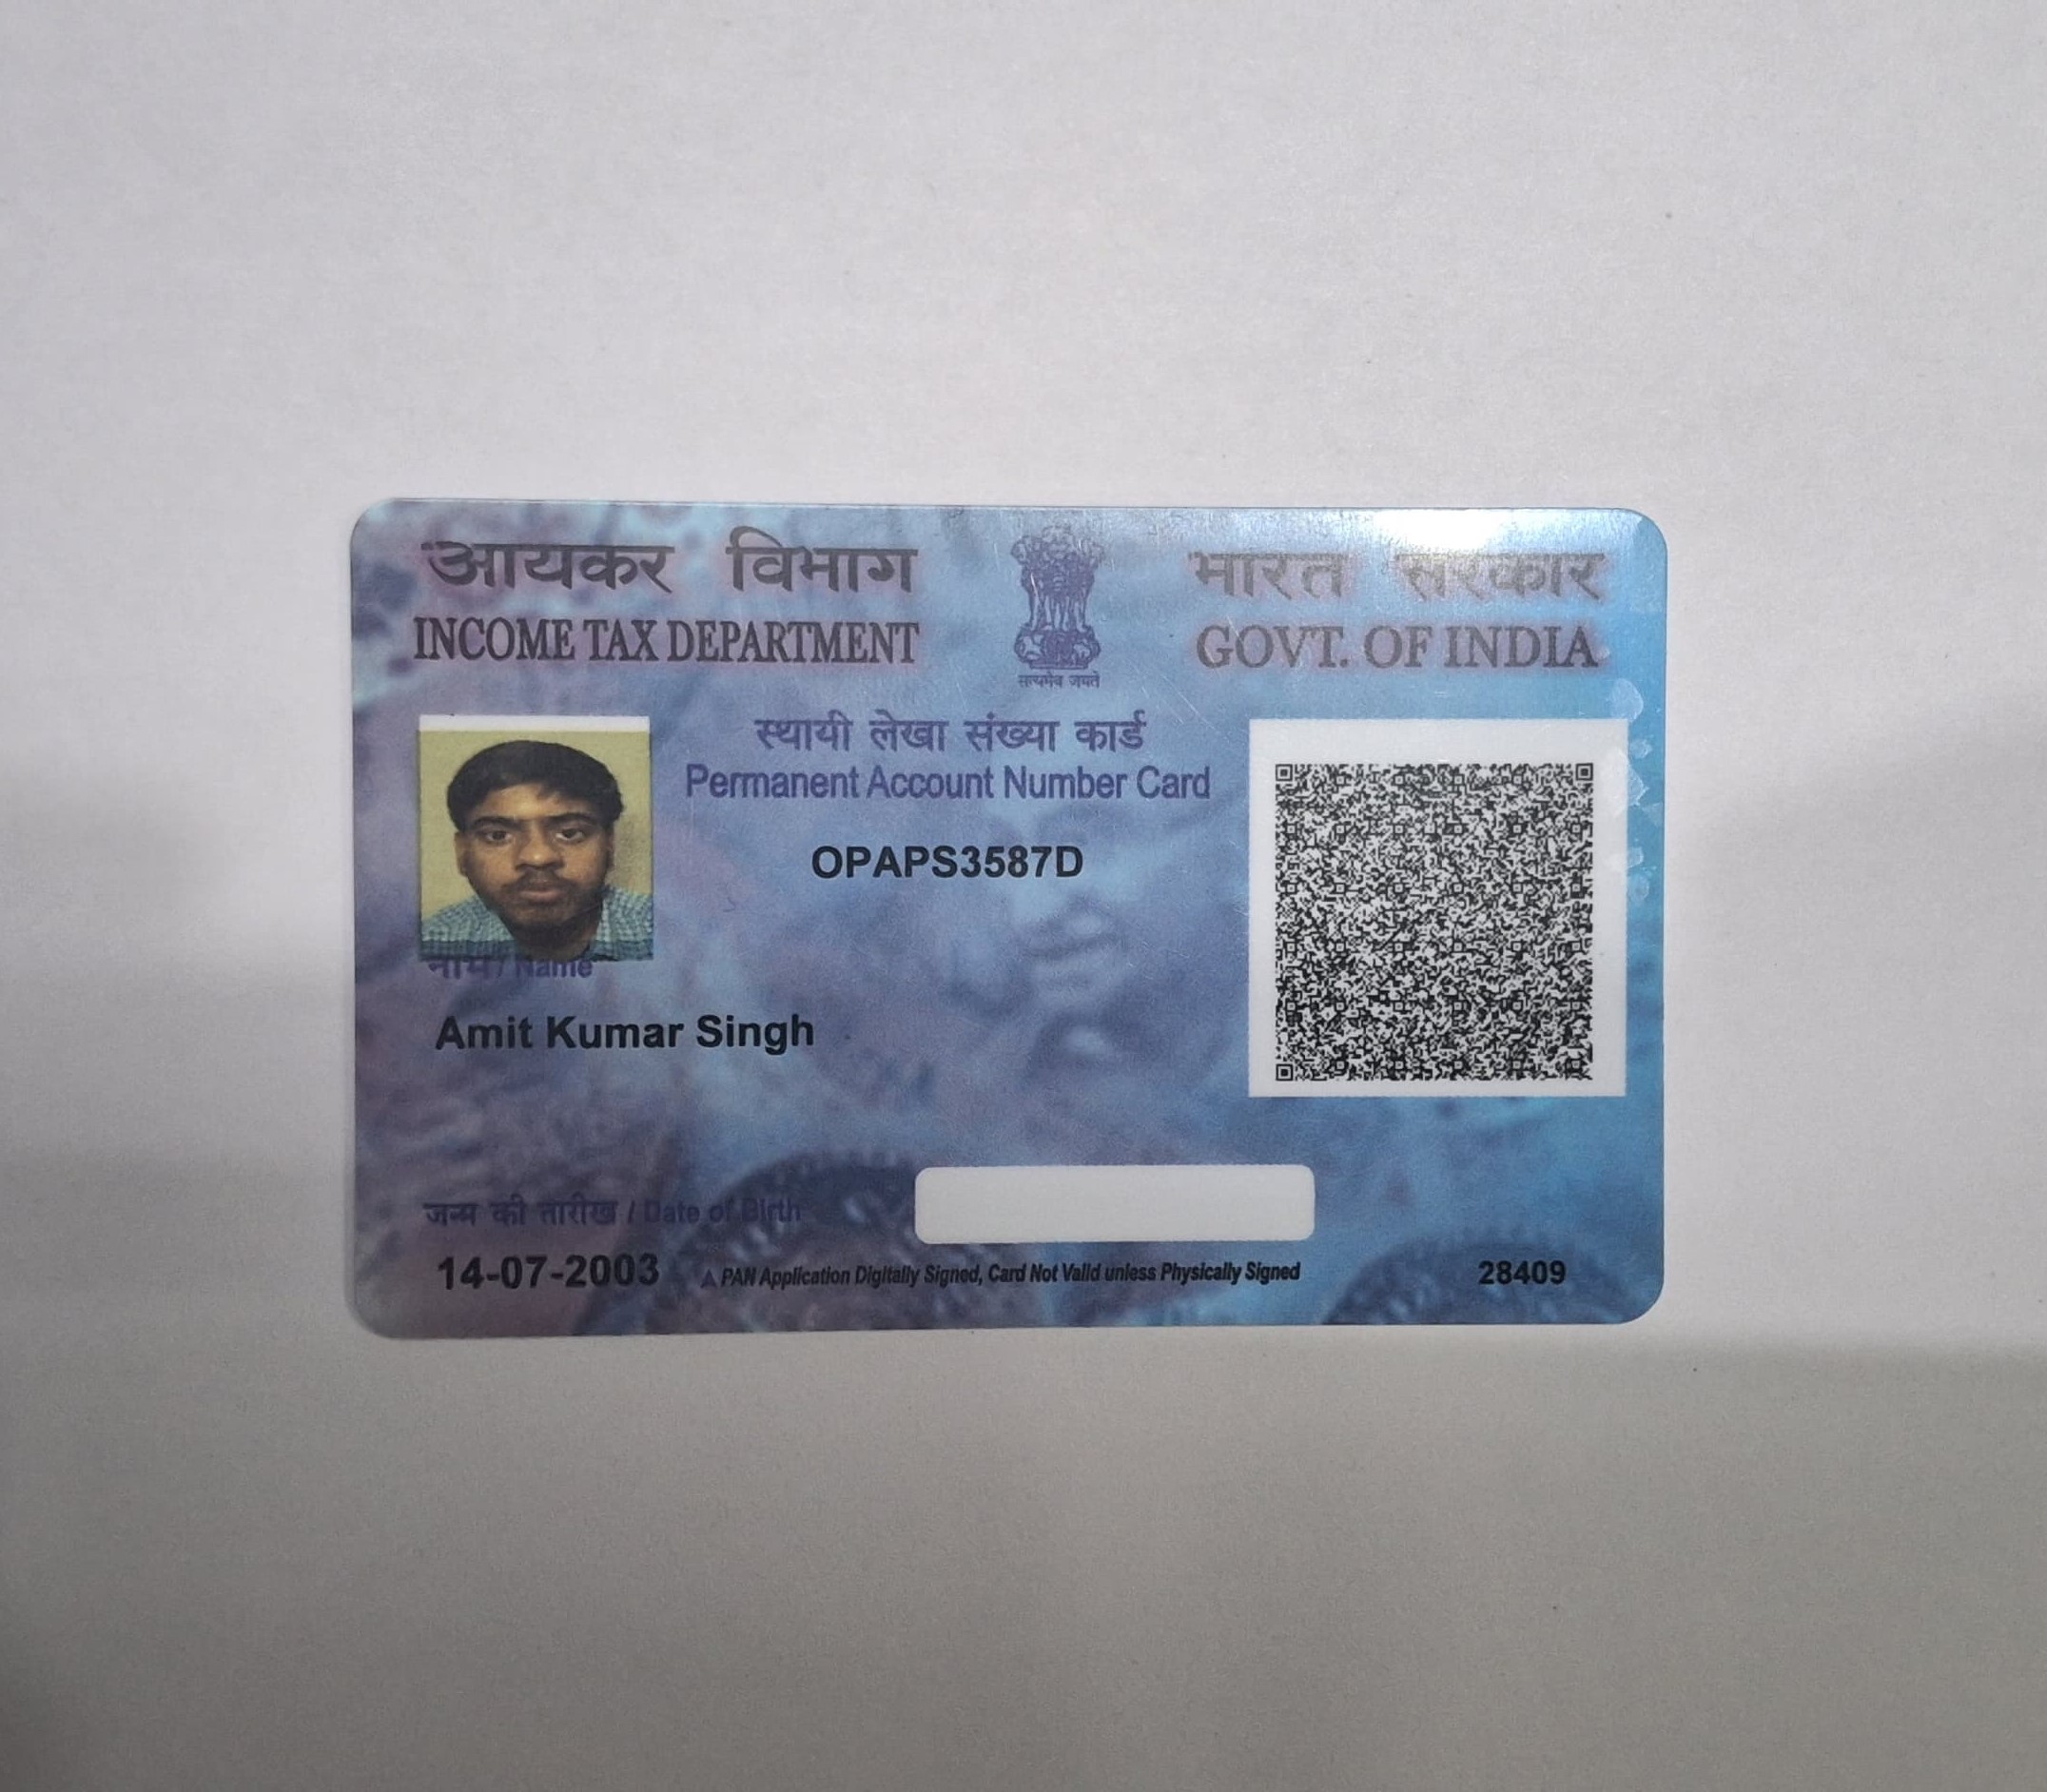 आयकर विभाग
INCOME TAX DEPARTMENT
सत्यमेव जयते
भारत सरकार
GOVT. OF INDIA
स्थायी लेखा संख्या कार्ड
Permanent Account Number Card
OPAPS3587D
नाम / Name
Amit Kumar Singh
जन्म की तारीख / Date of Birth
14-07-2003
PAN Application Digitally Signed, Card Not Valid unless Physically Signed
28409